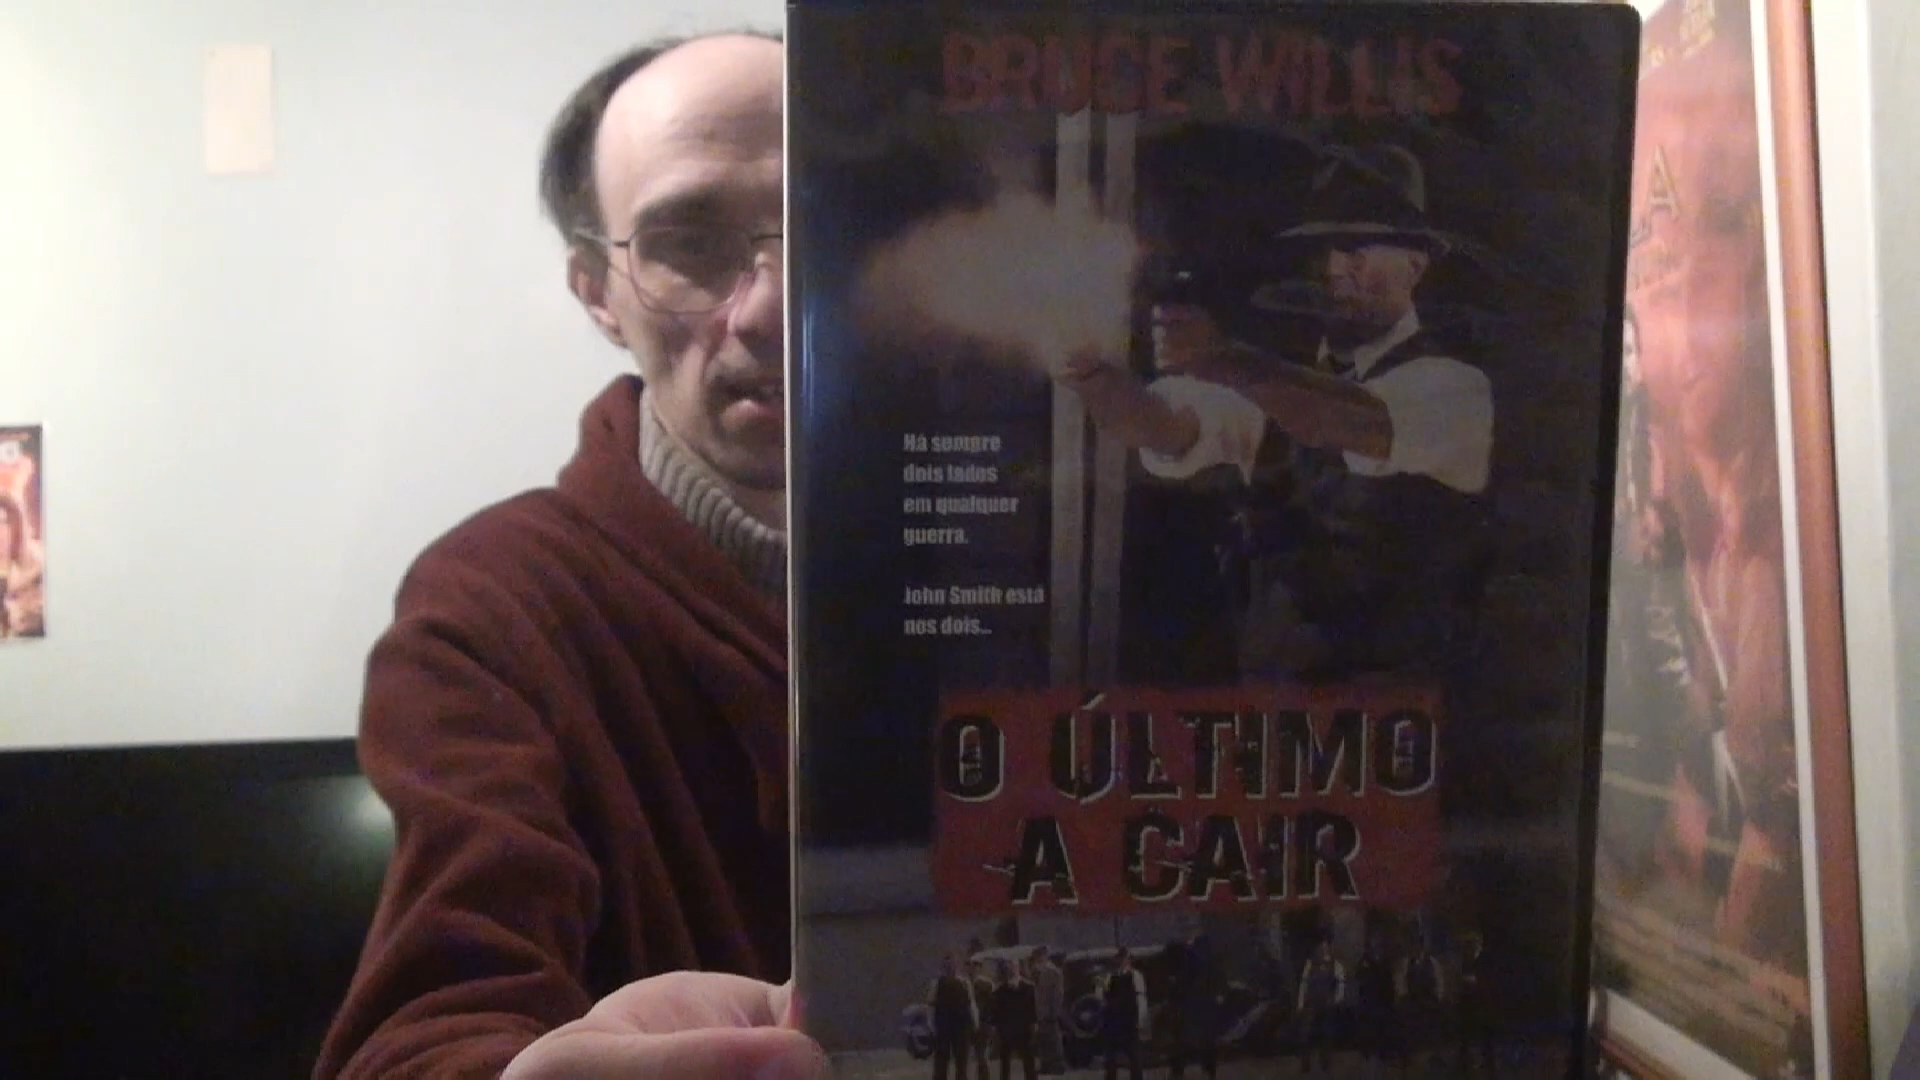 BRUCE WILLIS
Há sempre
dois lados
em qualquer
guerra.
John Smith está
nos dois...
O ÚLTIMO
A CAIR